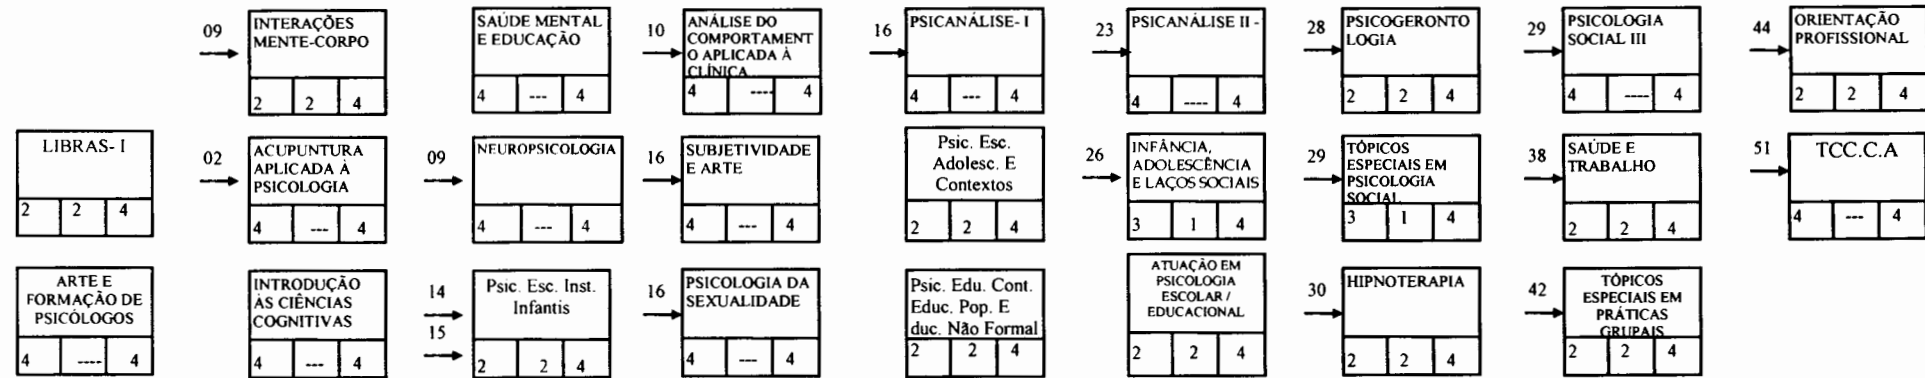 09
INTERAÇÕES
MENTE-CORPO
2 2 4
SAÚDE MENTAL
E EDUCAÇÃO
4 --- 4
10
ANÁLISE DO
COMPORTAMENT
O APLICADA À
CLÍNICA
4 ---- 4
16
PSICANÁLISE- I
4 --- 4
23
PSICANÁLISE II -
4 ---- 4
28
PSICOGERONTO
LOGIA
2 2 4
29
PSICOLOGIA
SOCIAL III
4 ---- 4
44
ORIENTAÇÃO
PROFISSIONAL
2 2 4
LIBRAS- I
2 2 4
02
ACUPUNTURA
APLICADA À
PSICOLOGIA
4 --- 4
09
NEUROPSICOLOGIA
4 --- 4
16
SUBJETIVIDADE
E ARTE
4 --- 4
Psic. Esc.
Adolesc. E
Contextos
2 2 4
26
INFÂNCIA,
ADOLESCÊNCIA
E LAÇOS SOCIAIS
3 1 4
29
TÓPICOS
ESPECIAIS EM
PSICOLOGIA
SOCIAL
3 1 4
38
SAÚDE E
TRABALHO
2 2 4
51
TCC.C.A
4 --- 4
ARTE E
FORMAÇÃO DE
PSICÓLOGOS
4 ---- 4
INTRODUÇÃO
ÀS CIÊNCIAS
COGNITIVAS
4 --- 4
14
15
Psic. Esc. Inst.
Infantis
2 2 4
16
PSICOLOGIA DA
SEXUALIDADE
4 --- 4
Psic. Edu. Cont.
Educ. Pop. E
duc. Não Formal
2 2 4
ATUAÇÃO EM
PSICOLOGIA
ESCOLAR /
EDUCACIONAL
2 2 4
30
HIPNOTERAPIA
2 2 4
42
TÓPICOS
ESPECIAIS EM
PRÁTICAS
GRUPAIS
2 2 4